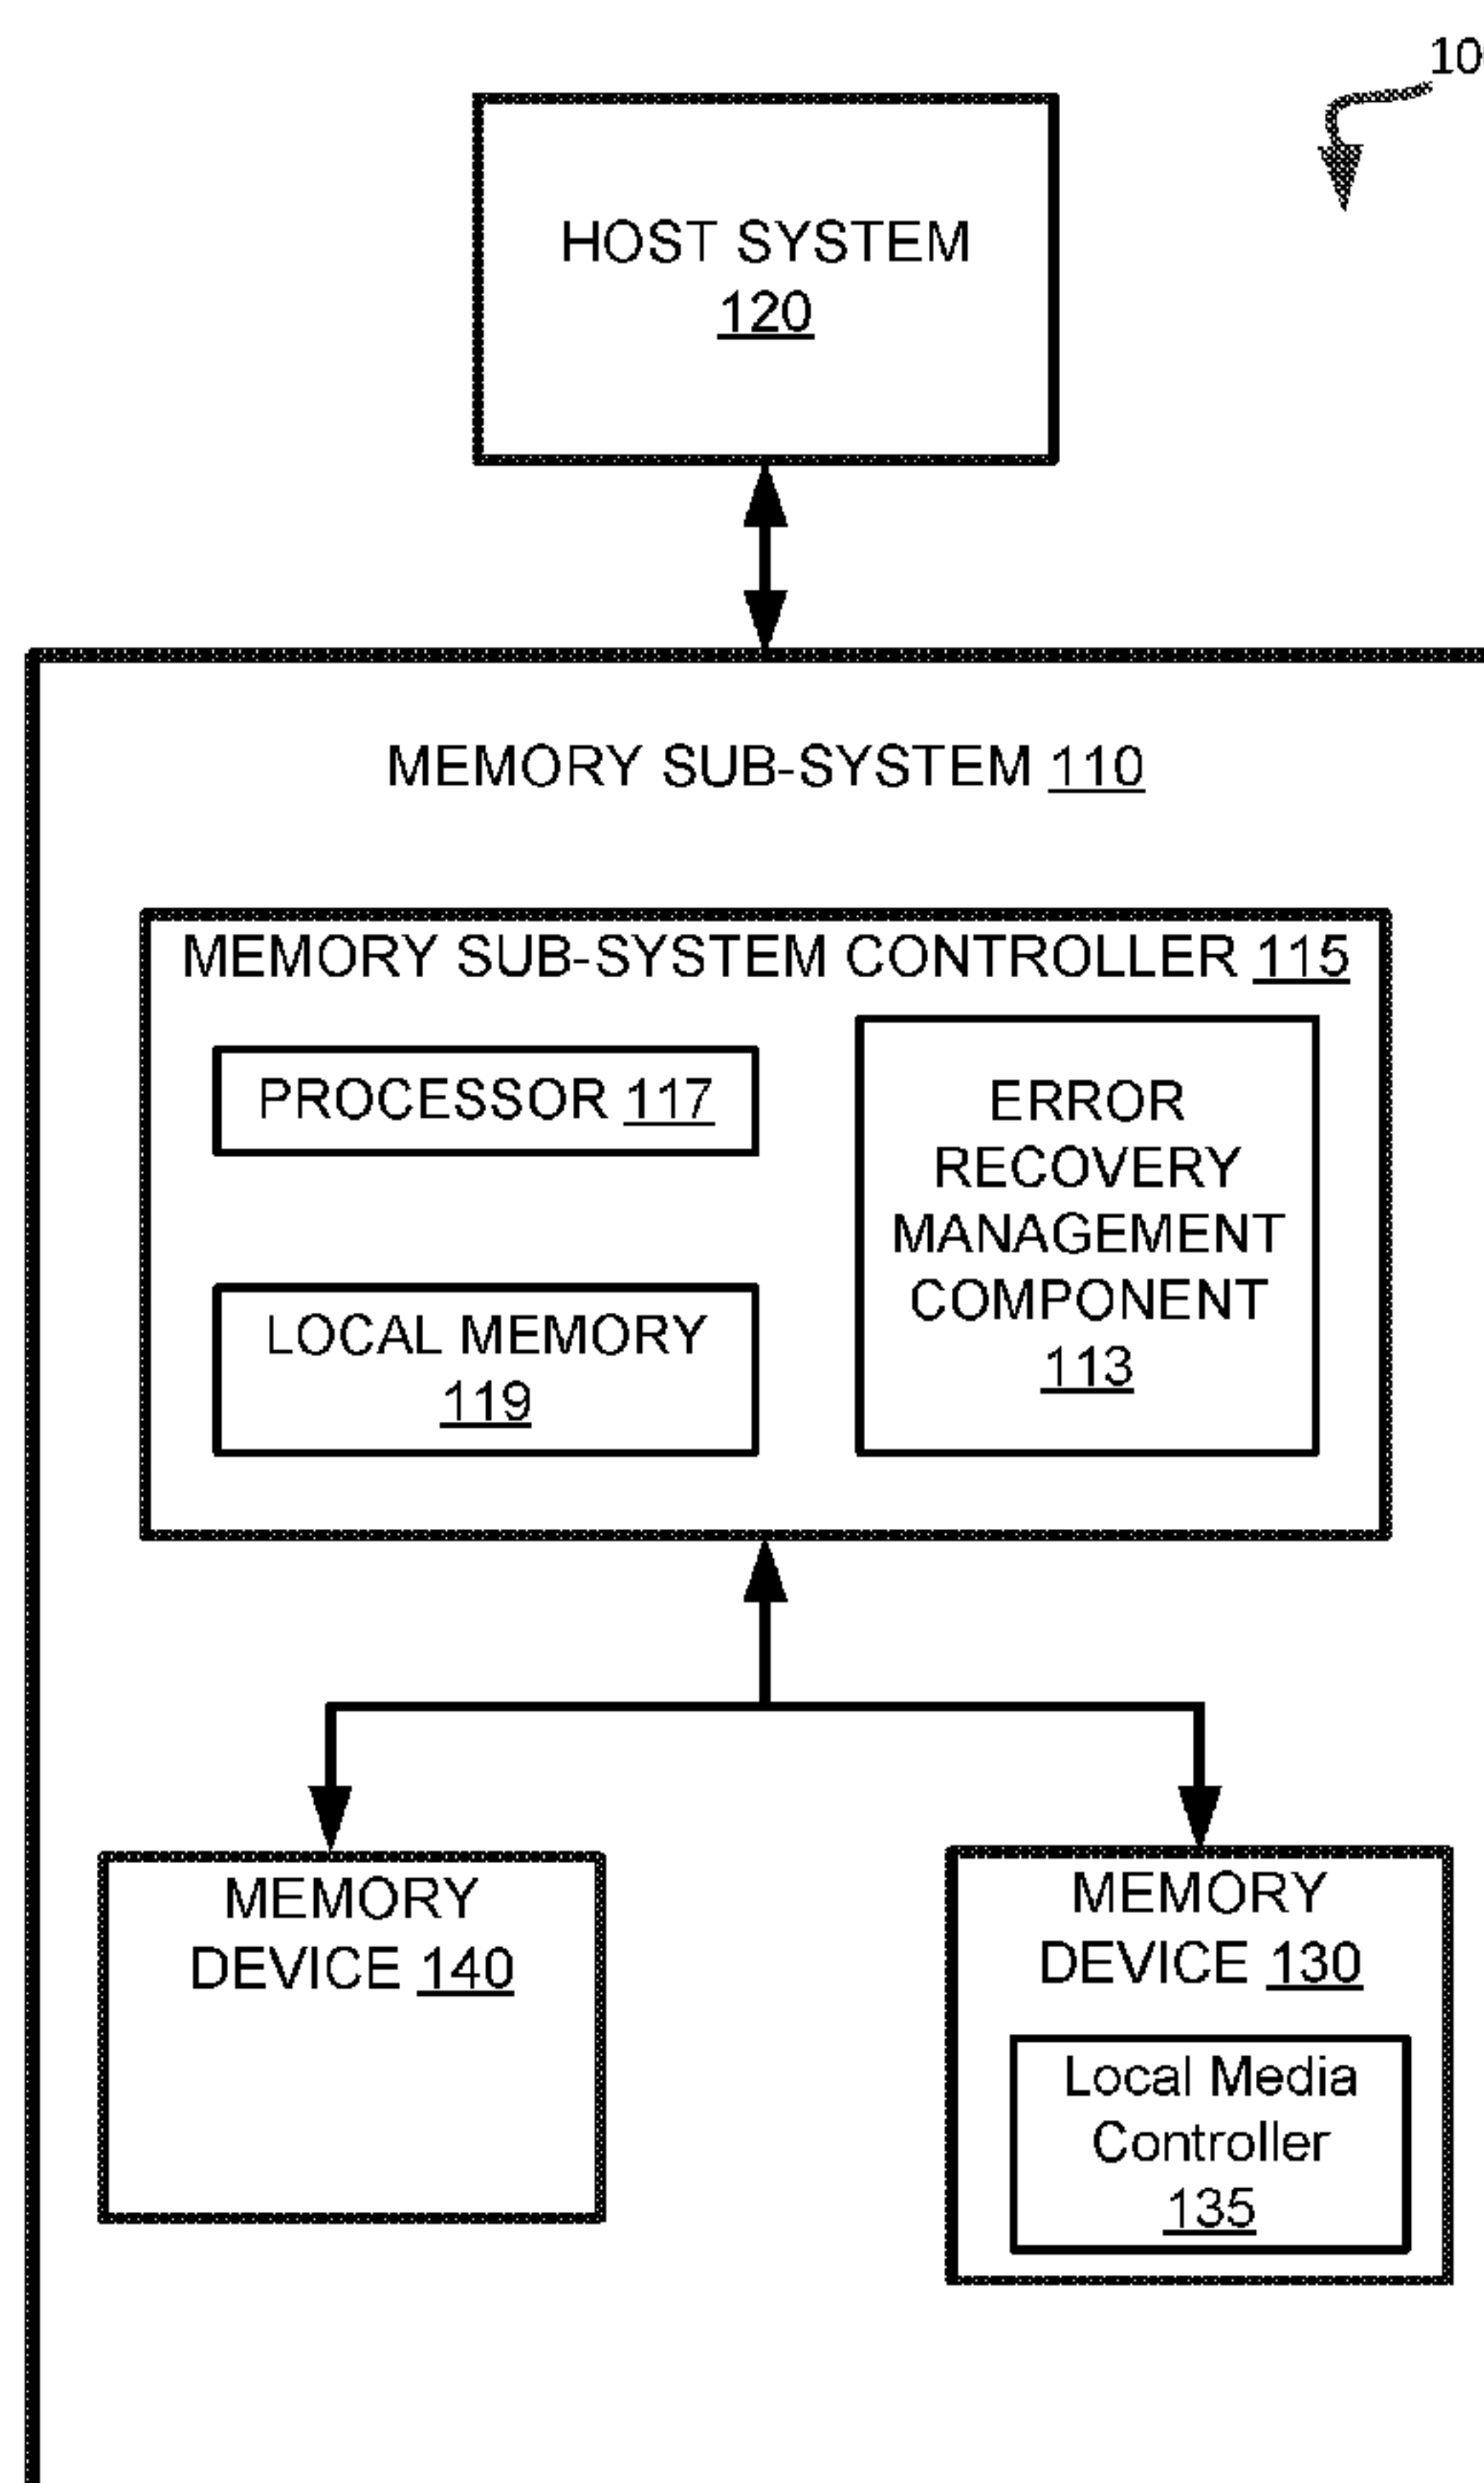 10
HOST SYSTEM
120
MEMORY SUB-SYSTEM 110
MEMORY SUB-SYSTEM CONTROLLER 115
PROCESSOR 117
LOCAL MEMORY
119
ERROR
RECOVERY
MANAGEMENT
COMPONENT
113
MEMORY
DEVICE 140
MEMORY
DEVICE 130
Local Media
Controller
135